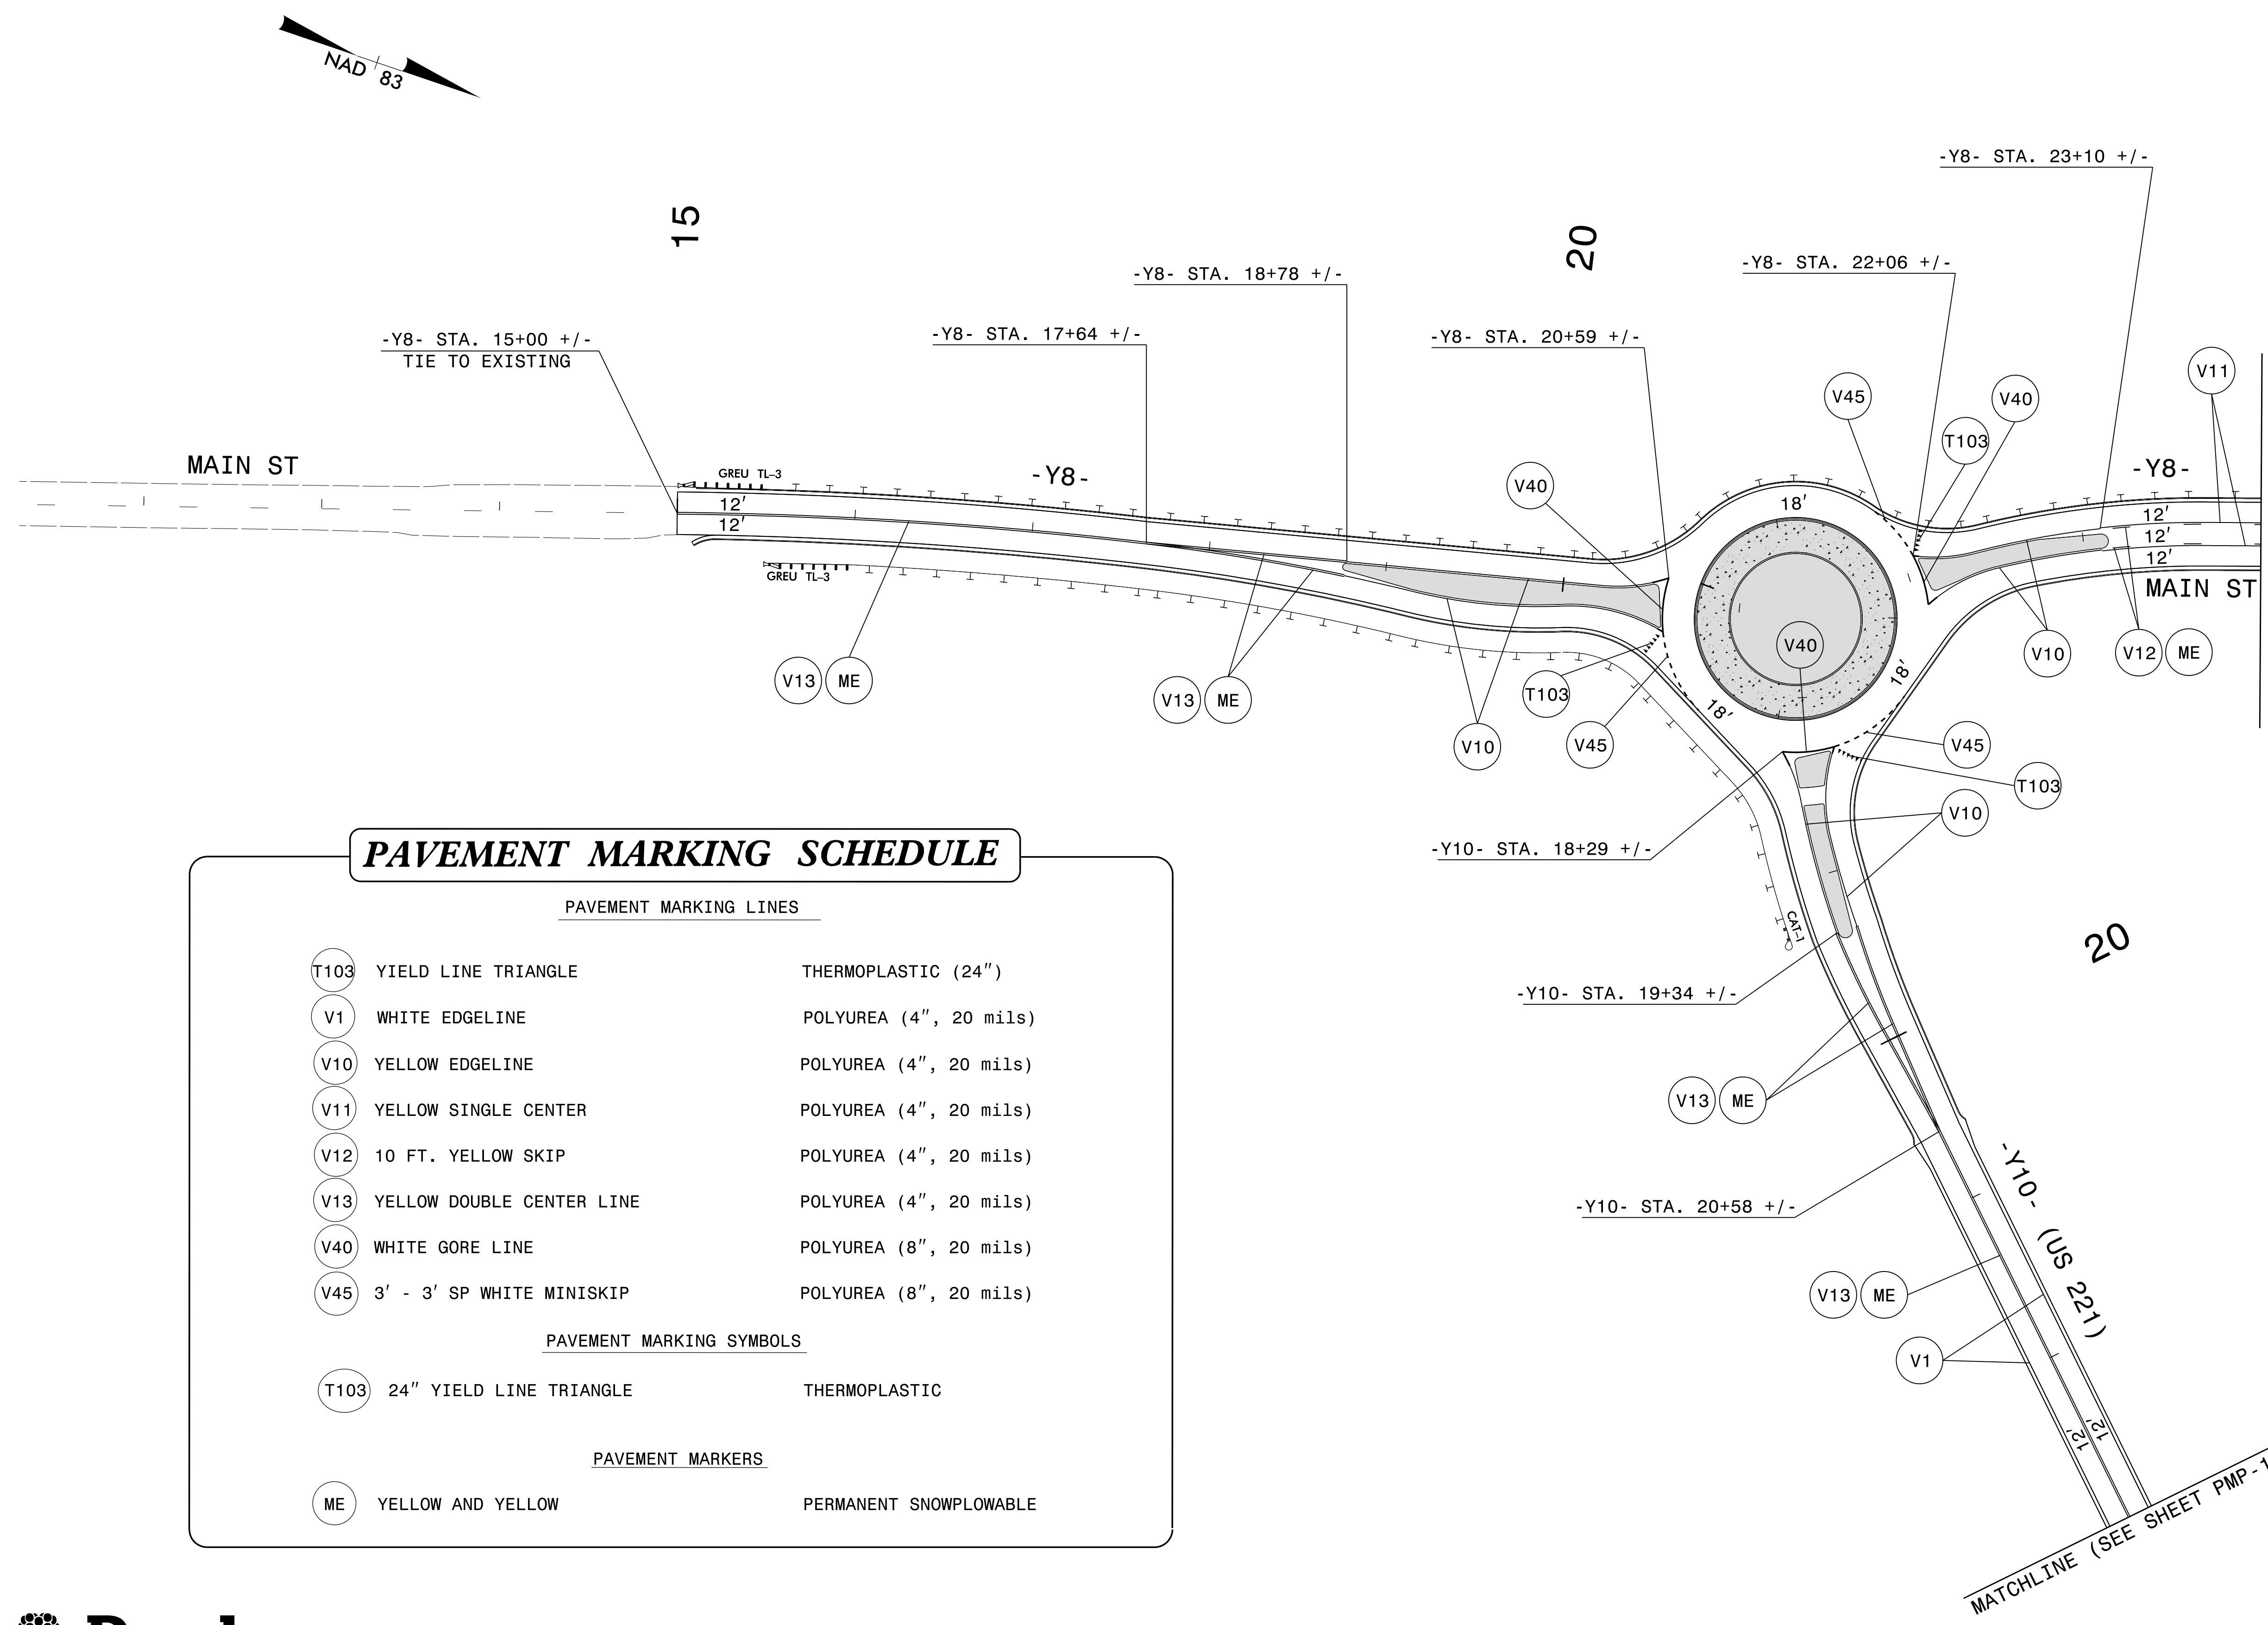 NAD 83
-Y8- STA. 23+10 +/-
15
20
-Y8- STA. 18+78 +/-
-Y8- STA. 22+06 +/-
-Y8- STA. 15+00 +/-
TIE TO EXISTING
-Y8- STA. 17+64 +/-
-Y8- STA. 20+59 +/-
V11
V45
V40
T103
MAIN ST
GREU TL-3
-Y8-
-Y8-
V40
12'
12'
18'
12'
12'
12'
GREU TL-3
MAIN ST
V40
V13 ME
V13 ME
T103
V45
V10
18'
18'
V10
V12 ME
V45
T103
V10
-Y10- STA. 18+29 +/-
CAT-1
20
-Y10- STA. 19+34 +/-
V13 ME
-Y10- STA. 20+58 +/-
-Y10- (US 221)
V13 ME
V1
12'
12'
MATCHLINE (SEE SHEET PMP-1
PAVEMENT MARKING SCHEDULE
PAVEMENT MARKING LINES
T103 YIELD LINE TRIANGLE THERMOPLASTIC (24")
V1 WHITE EDGELINE POLYUREA (4", 20 mils)
V10 YELLOW EDGELINE POLYUREA (4", 20 mils)
V11 YELLOW SINGLE CENTER POLYUREA (4", 20 mils)
V12 10 FT. YELLOW SKIP POLYUREA (4", 20 mils)
V13 YELLOW DOUBLE CENTER LINE POLYUREA (4", 20 mils)
V40 WHITE GORE LINE POLYUREA (8", 20 mils)
V45 3' - 3' SP WHITE MINISKIP POLYUREA (8", 20 mils)
PAVEMENT MARKING SYMBOLS
T103 24" YIELD LINE TRIANGLE THERMOPLASTIC
PAVEMENT MARKERS
ME YELLOW AND YELLOW PERMANENT SNOWPLOWABLE